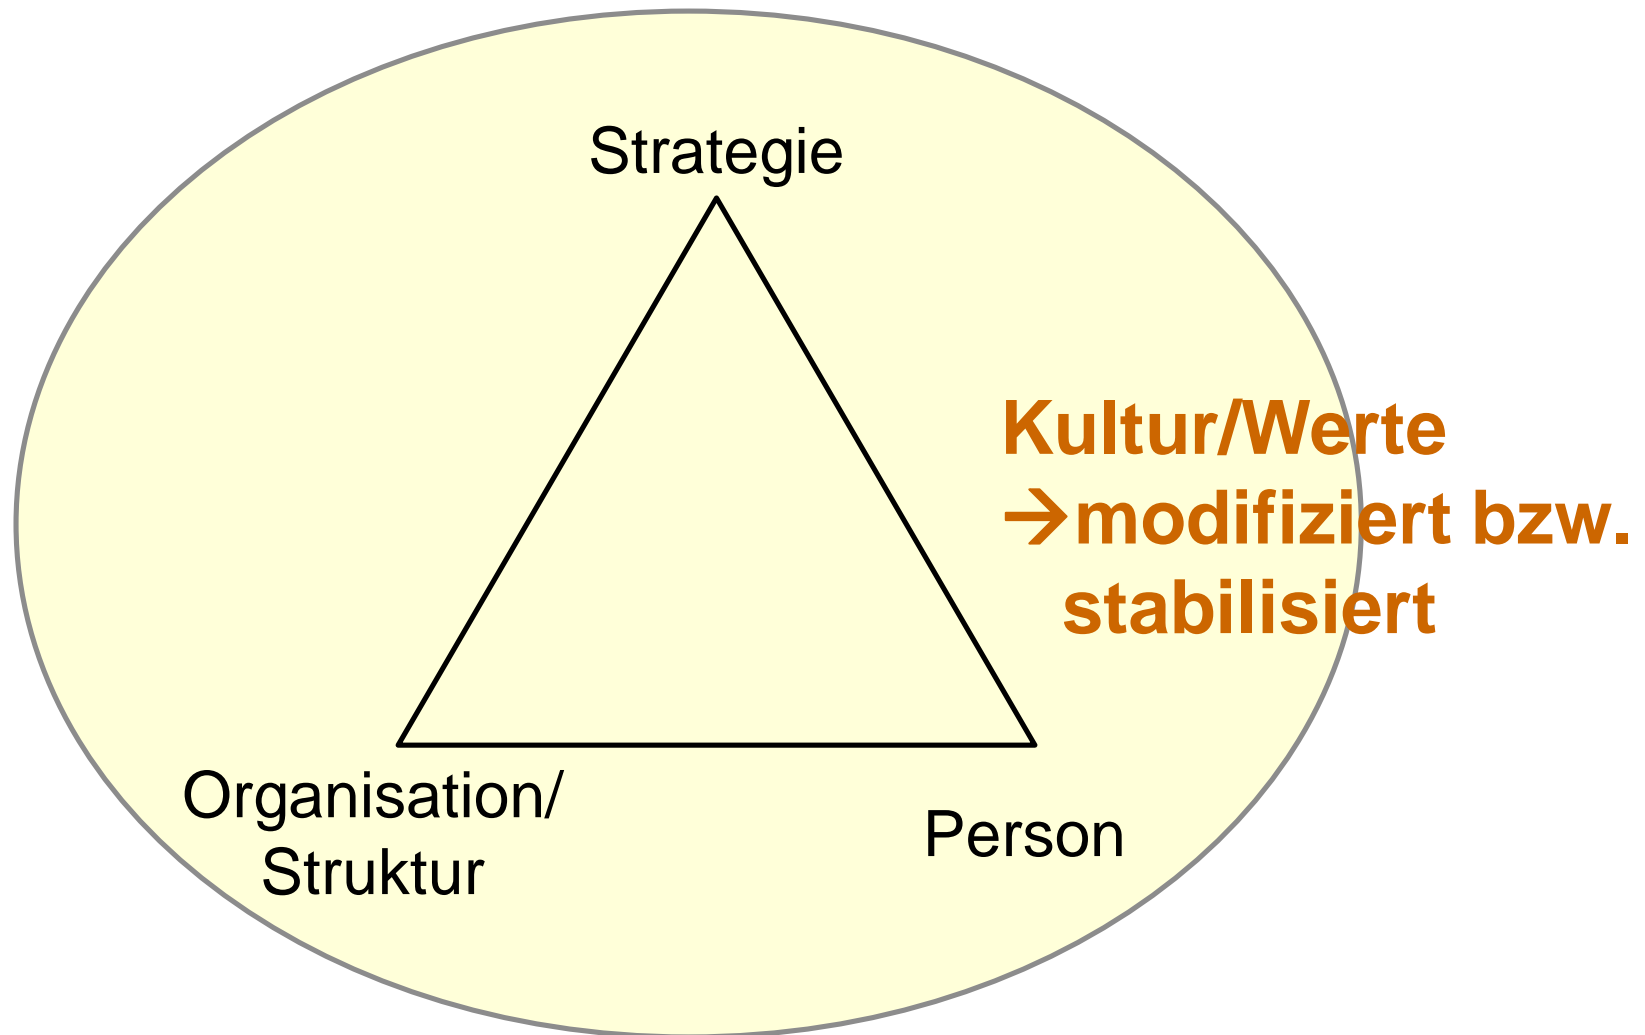 Strategie
Kultur/Werte
→modifiziert bzw.
stabilisiert
Organisation/
Struktur
Person